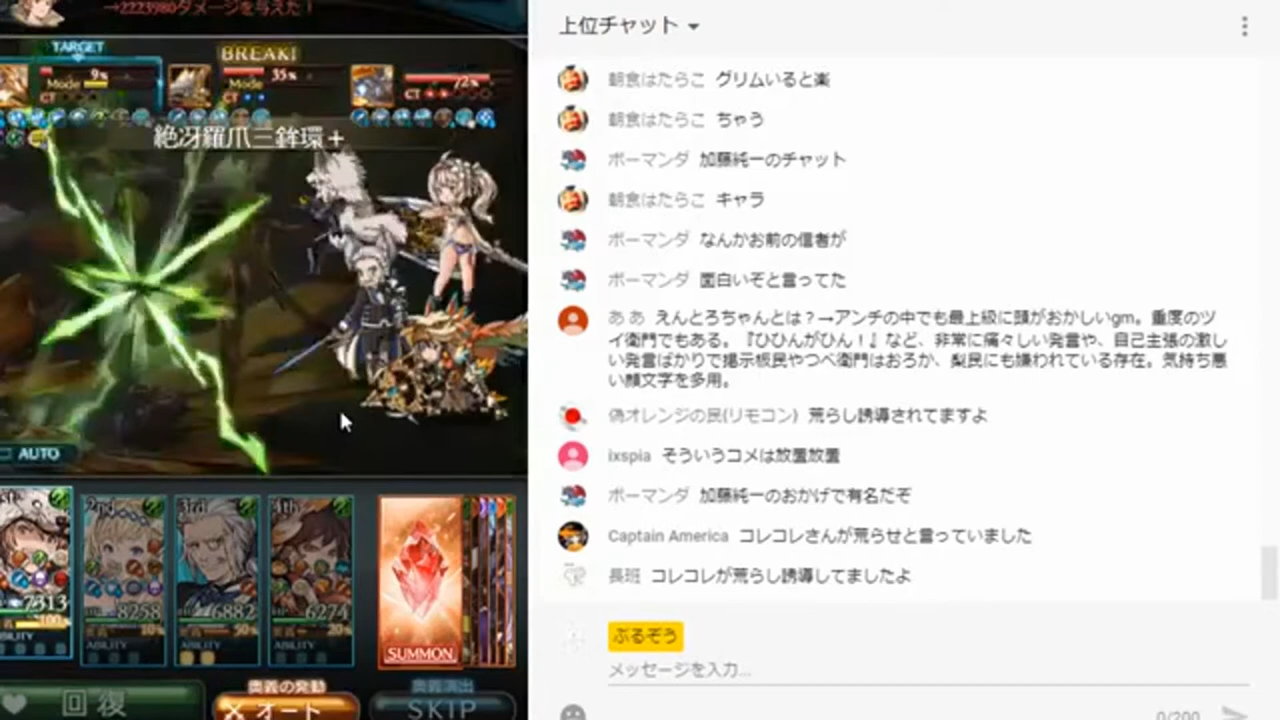 →2223980ダメージを与えた！
TARGET
9%
Mode
CT
BREAK!
35%
Mode
CT
72%
CT
絶冴羅爪三鉾環+
AUTO
2nd
3rd
4th
7313
100%
8258
10%
6882
50%
6274
20%
ABILITY
ABILITY
ABILITY
SUMMON
回復
奥義の発動
オート
奥義演出
SKIP
上位チャット
朝食はたらこ グリムいると楽
朝食はたらこ ちゃう
ボーマンダ 加藤純一のチャット
朝食はたらこ キャラ
ボーマンダ なんかお前の信者が
ボーマンダ 面白いぞと言ってた
あ あ えんとろちゃんとは？→アンチの中でも最上級に頭がおかしいgm。重度のツ
イ衛門でもある。『ひひんがひん！』など、非常に痛々しい発言や、自己主張の激し
い発言ばかりで掲示板民やつべ衛門はおろか、梨民にも嫌われている存在。気持ち悪
い顔文字を多用。
偽オレンジの民(リモコン) 荒らし誘導されてますよ
ixspia そういうコメは放置放置
ボーマンダ 加藤純一のおかげで有名だぞ
Captain America コレコレさんが荒らせと言っていました
長班 コレコレが荒らし誘導してましたよ
ぶるぞう
メッセージを入力...
0/200